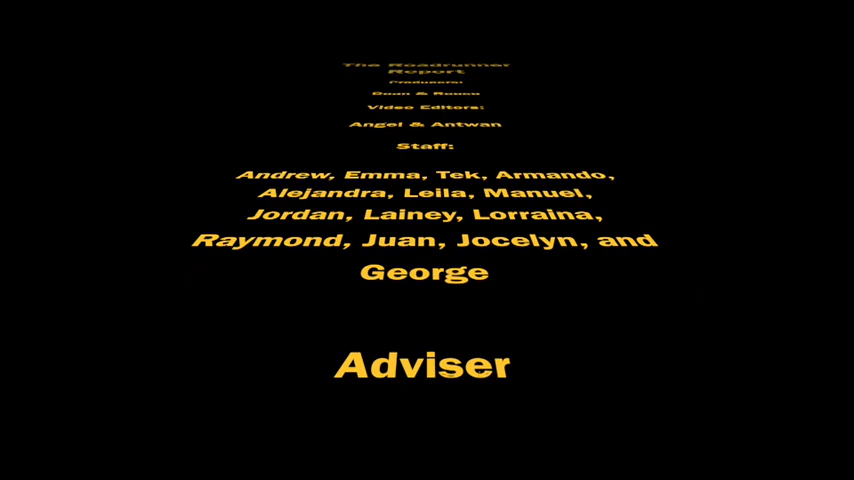 The Roadrunner
Report
Producers:
&
Video Editors:
Angel & Antwan
Staff:
Andrew, Emma, Tek, Armando,
Alejandra, Leila, Manuel,
Jordan, Lainey, Lorraina,
Raymond, Juan, Jocelyn, and
George
Adviser